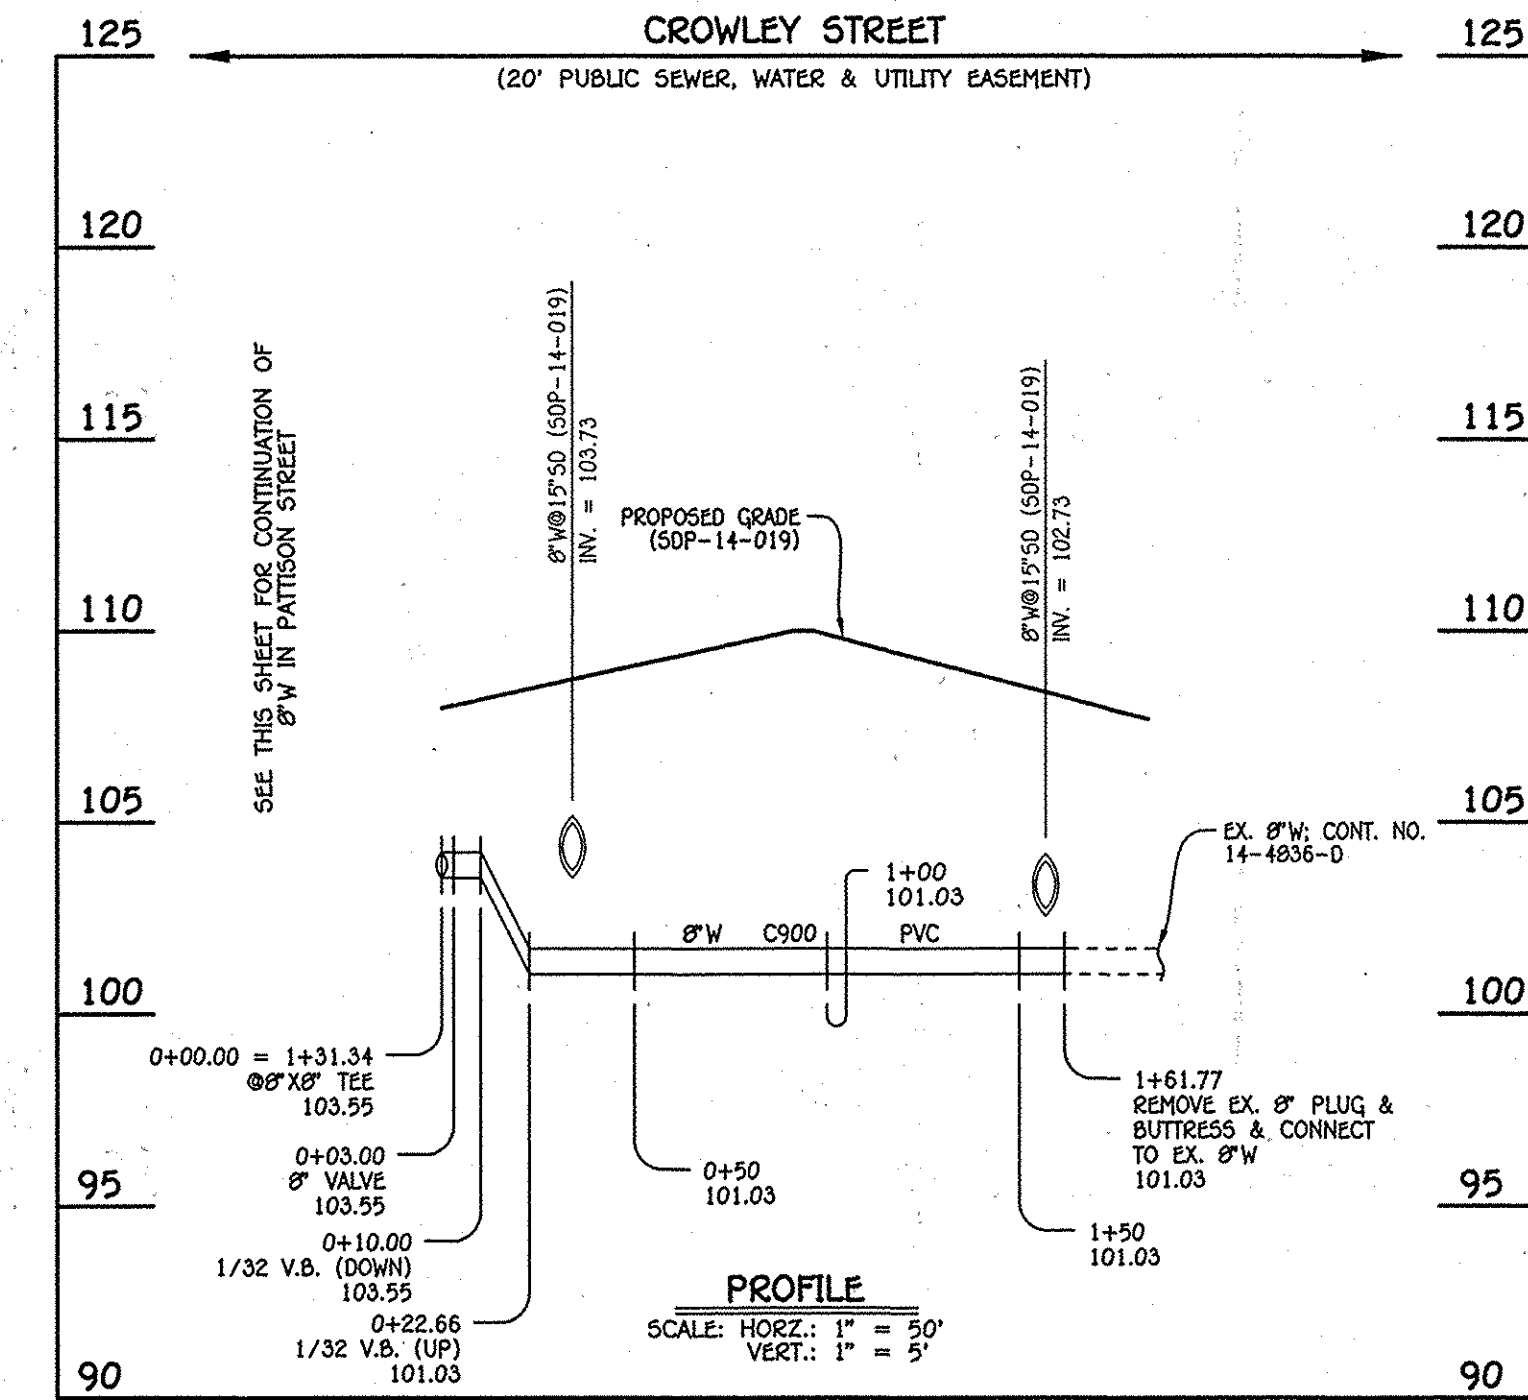 CROWLEY STREET
(20' PUBLIC SEWER, WATER & UTILITY EASEMENT)
125
125
120
120
115
115
110
110
105
105
100
100
95
95
90
90
SEE THIS SHEET FOR CONTINUATION OF
8"W IN PATTISON STREET
8"W@15"SD (SDP-14-019)
INV. = 103.73
PROPOSED GRADE
(SDP-14-019)
8"W@15"SD (SDP-14-019)
INV. = 102.73
EX. 8"W; CONT. NO.
14-4836-D
1+00
101.03
8"W C900 PVC
0+00.00 = 1+31.34
@8"X8" TEE
103.55
0+03.00
8" VALVE
103.55
0+10.00
1/32 V.B. (DOWN)
103.55
0+22.66
1/32 V.B. (UP)
101.03
0+50
101.03
1+61.77
REMOVE EX. 8" PLUG &
BUTTRESS & CONNECT
TO EX. 8"W
101.03
1+50
101.03
PROFILE
SCALE: HORZ.: 1" = 50'
VERT.: 1" = 5'